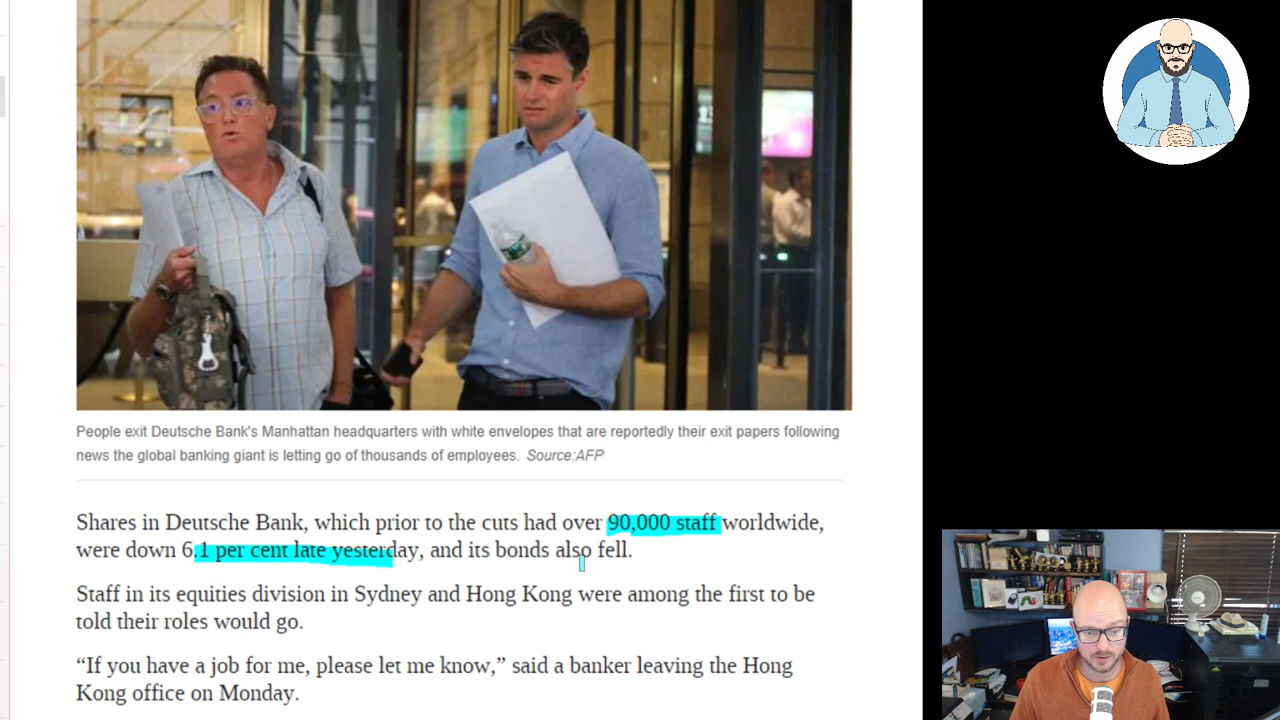 People exit Deutsche Bank's Manhattan headquarters with white envelopes that are reportedly their exit papers following
news the global banking giant is letting go of thousands of employees. Source:AFP
Shares in Deutsche Bank, which prior to the cuts had over 90,000 staff worldwide,
were down 6.1 per cent late yesterday, and its bonds also fell.
Staff in its equities division in Sydney and Hong Kong were among the first to be
told their roles would go.
“If you have a job for me, please let me know,” said a banker leaving the Hong
Kong office on Monday.